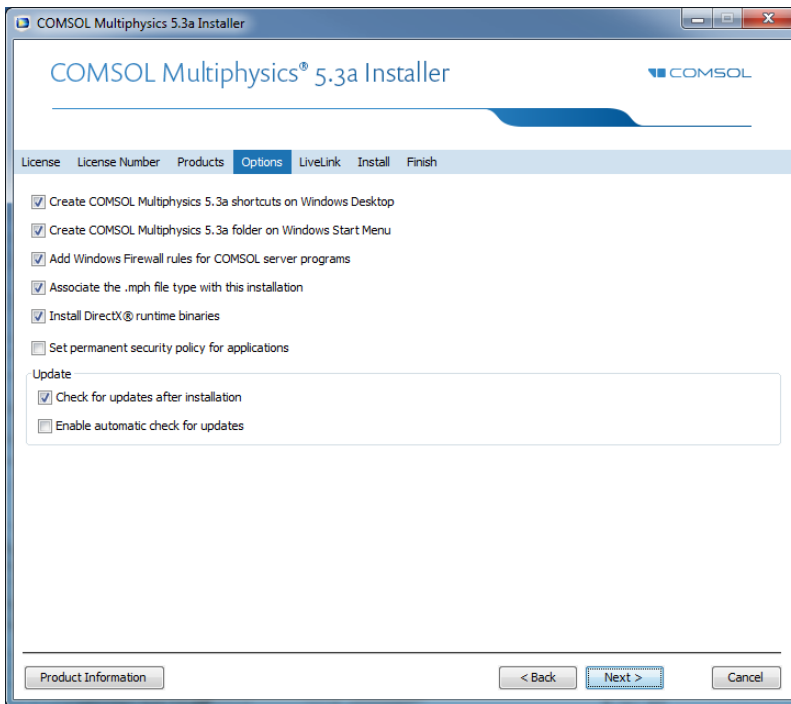 COMSOL Multiphysics 5.3a Installer
COMSOL Multiphysics® 5.3a Installer
COMSOL
License License Number Products Options LiveLink Install Finish
Create COMSOL Multiphysics 5.3a shortcuts on Windows Desktop
Create COMSOL Multiphysics 5.3a folder on Windows Start Menu
Add Windows Firewall rules for COMSOL server programs
Associate the .mph file type with this installation
Install DirectX® runtime binaries
Set permanent security policy for applications
Update
Check for updates after installation
Enable automatic check for updates
Product Information < Back Next > Cancel